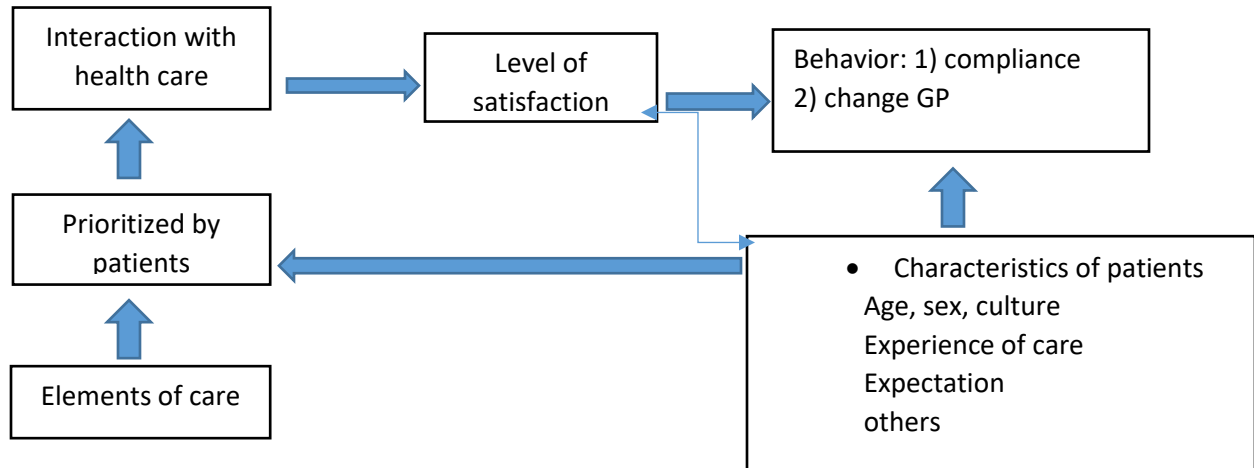 Interaction with
health care
Level of
satisfaction
Behavior: 1) compliance
2) change GP
Prioritized by
patients
• Characteristics of patients
Age, sex, culture
Experience of care
Expectation
others
Elements of care